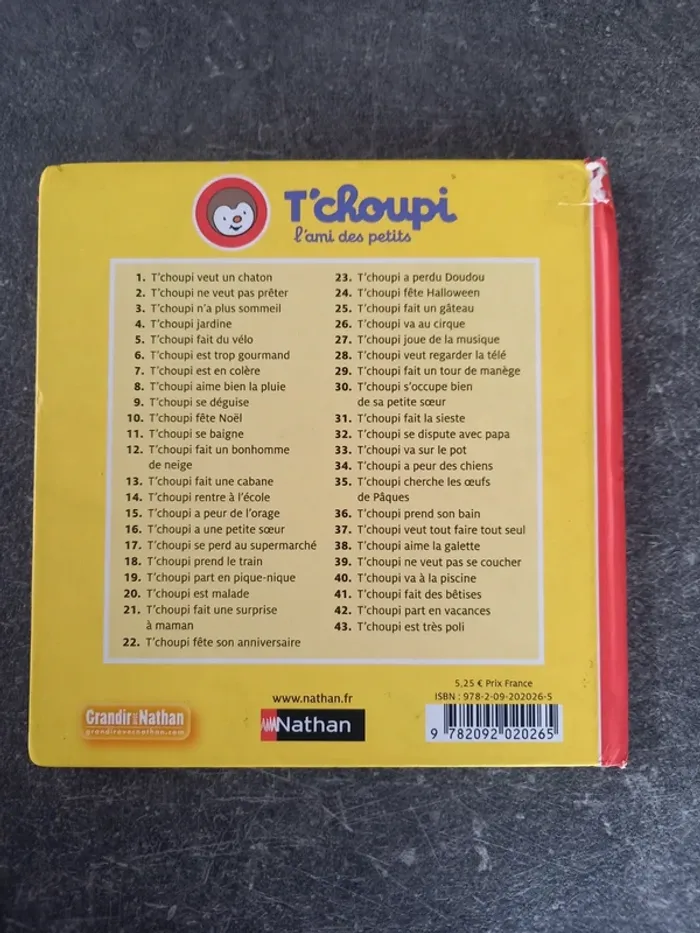 T'choupi
l'ami des petits
1. T'choupi veut un chaton
2. T'choupi ne veut pas prêter
3. T'choupi n'a plus sommeil
4. T'choupi jardine
5. T'choupi fait du vélo
6. T'choupi est trop gourmand
7. T'choupi est en colère
8. T'choupi aime bien la pluie
9. T'choupi se déguise
10. T'choupi fête Noël
11. T'choupi se baigne
12. T'choupi fait un bonhomme
de neige
13. T'choupi fait une cabane
14. T'choupi rentre à l'école
15. T'choupi a peur de l'orage
16. T'choupi a une petite sœur
17. T'choupi se perd au supermarché
18. T'choupi prend le train
19. T'choupi part en pique-nique
20. T'choupi est malade
21. T'choupi fait une surprise
à maman
22. T'choupi fête son anniversaire
23. T'choupi a perdu Doudou
24. T'choupi fête Halloween
25. T'choupi fait un gâteau
26. T'choupi va au cirque
27. T'choupi joue de la musique
28. T'choupi veut regarder la télé
29. T'choupi fait un tour de manège
30. T'choupi s'occupe bien
de sa petite sœur
31. T'choupi fait la sieste
32. T'choupi se dispute avec papa
33. T'choupi va sur le pot
34. T'choupi a peur des chiens
35. T'choupi cherche les œufs
de Pâques
36. T'choupi prend son bain
37. T'choupi veut tout faire tout seul
38. T'choupi aime la galette
39. T'choupi ne veut pas se coucher
40. T'choupi va à la piscine
41. T'choupi fait des bêtises
42. T'choupi part en vacances
43. T'choupi est très poli
Grandir avec Nathan
grandiravecnathan.com
www.nathan.fr
Nathan
5,25 € Prix France
ISBN : 978-2-09-202026-5
9 782092 020265